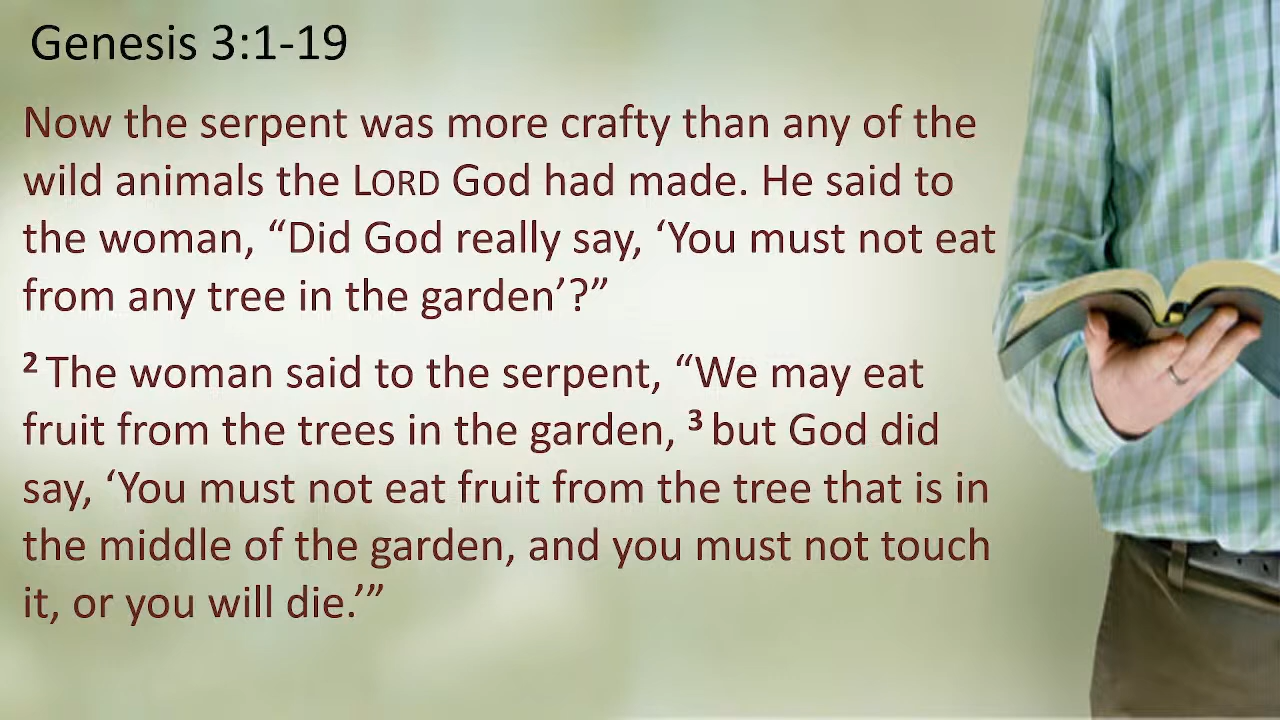 Genesis 3:1-19
Now the serpent was more crafty than any of the
wild animals the LORD God had made. He said to
the woman, “Did God really say, ‘You must not eat
from any tree in the garden’?”
2 The woman said to the serpent, “We may eat
fruit from the trees in the garden, 3 but God did
say, ‘You must not eat fruit from the tree that is in
the middle of the garden, and you must not touch
it, or you will die.’”